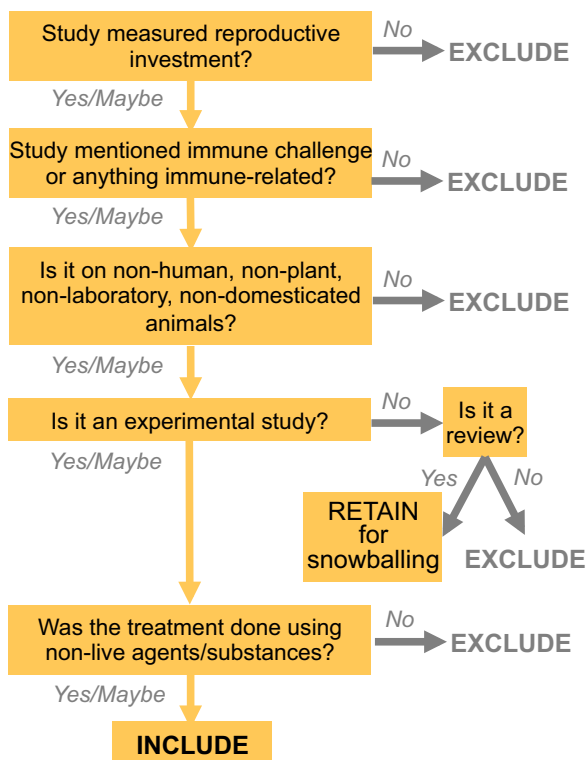 Study measured reproductive
investment?
No
EXCLUDE
Yes/Maybe
Study mentioned immune challenge
or anything immune-related?
No
EXCLUDE
Yes/Maybe
Is it on non-human, non-plant,
non-laboratory, non-domesticated
animals?
No
EXCLUDE
Yes/Maybe
Is it an experimental study?
No
Is it a
review?
Yes/Maybe
Yes
No
RETAIN
for
snowballing
EXCLUDE
Was the treatment done using
non-live agents/substances?
No
EXCLUDE
Yes/Maybe
INCLUDE